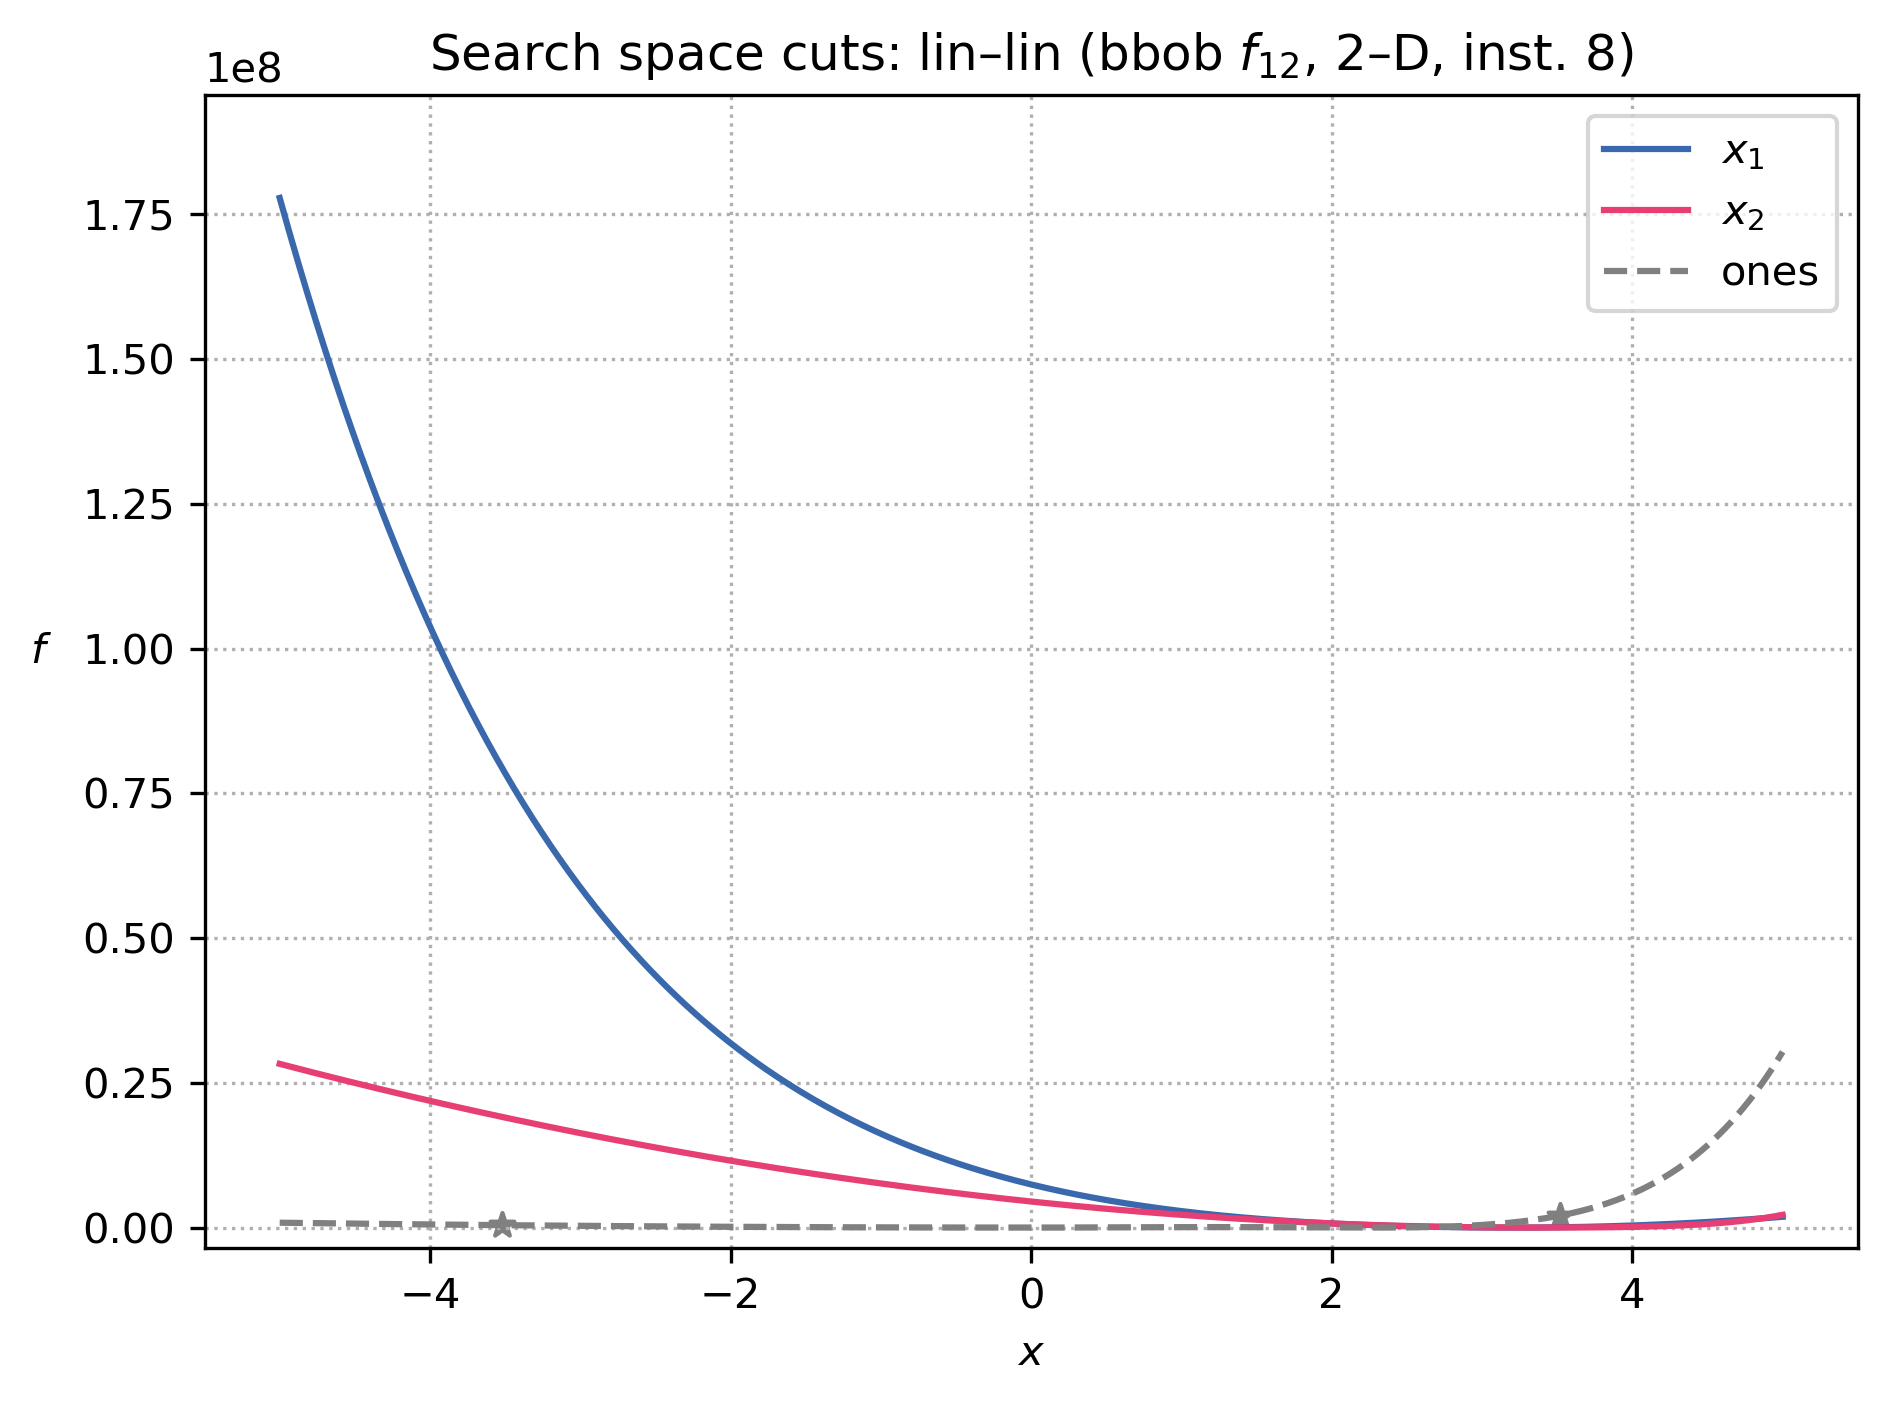 Search space cuts: lin–lin (bbob f12, 2–D, inst. 8)
1e8
x1
x2
ones
1.75
1.50
1.25
1.00
0.75
0.50
0.25
0.00
f
−4
−2
0
2
4
x